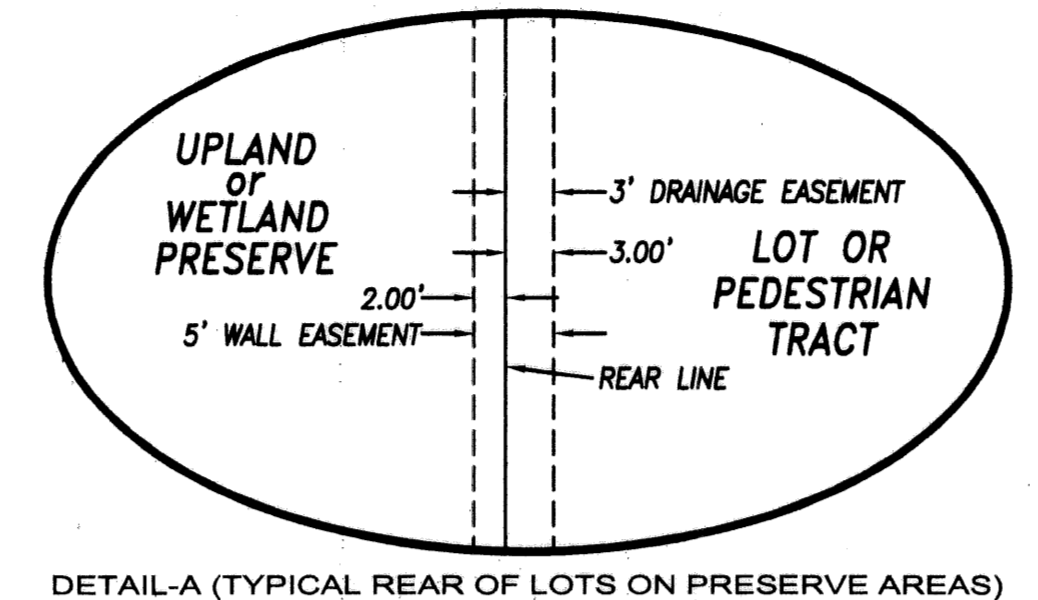 UPLAND
or
WETLAND
PRESERVE
3' DRAINAGE EASEMENT
3.00'
LOT OR
PEDESTRIAN
TRACT
2.00'
5' WALL EASEMENT
REAR LINE
DETAIL-A (TYPICAL REAR OF LOTS ON PRESERVE AREAS)